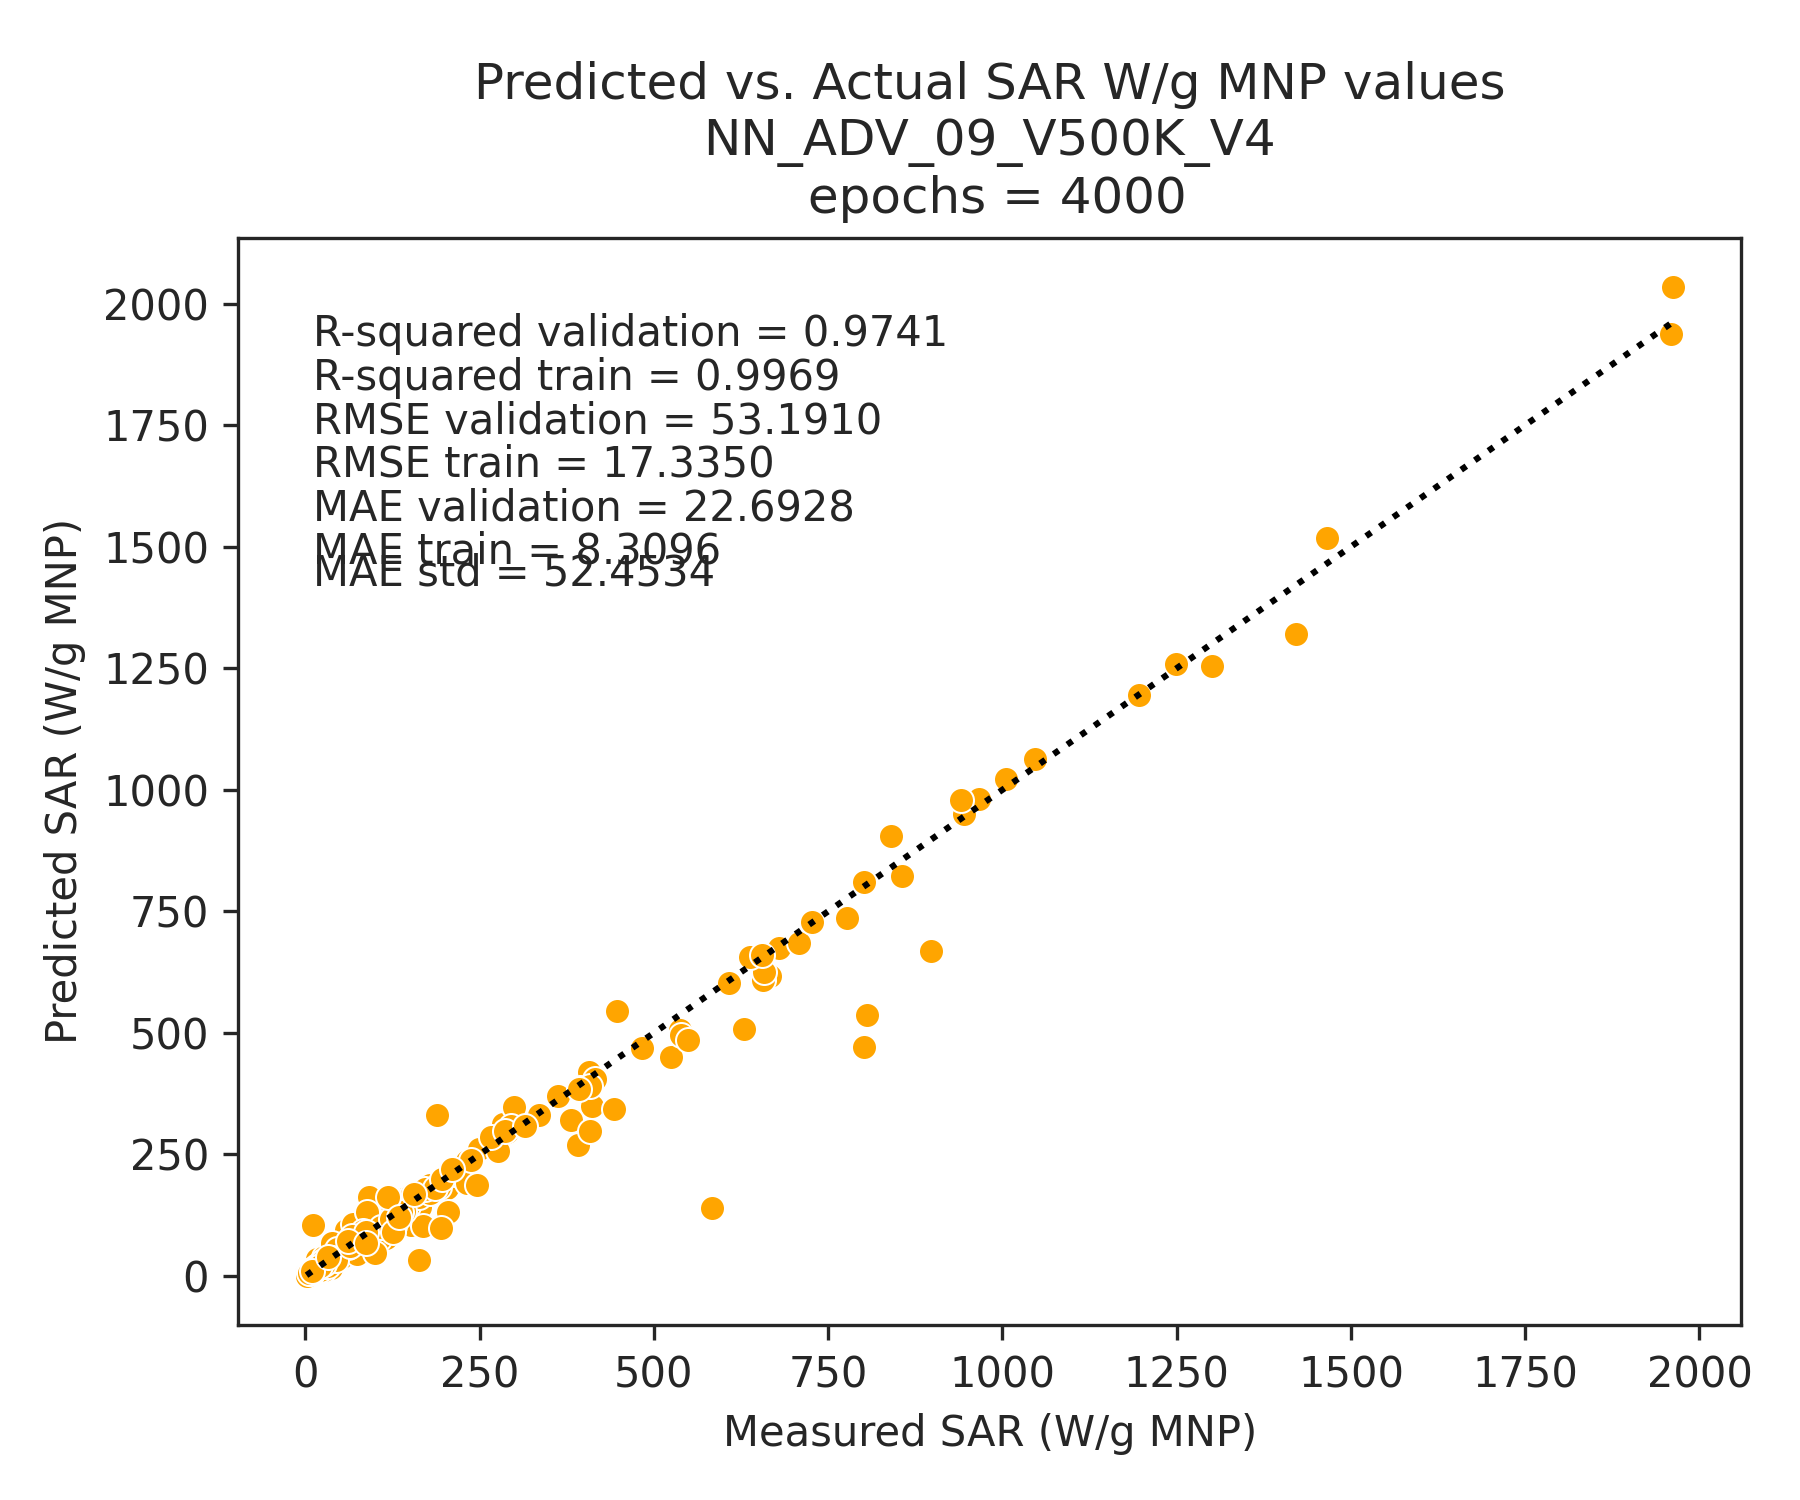 Predicted vs. Actual SAR W/g MNP values
NN_ADV_09_V500K_V4
epochs = 4000
R-squared validation = 0.9741
R-squared train = 0.9969
RMSE validation = 53.1910
RMSE train = 17.3350
MAE validation = 22.6928
MAE train = 8.3096
MAE std = 52.4534
Predicted SAR (W/g MNP)
2000
1750
1500
1250
1000
750
500
250
0
0 250 500 750 1000 1250 1500 1750 2000
Measured SAR (W/g MNP)